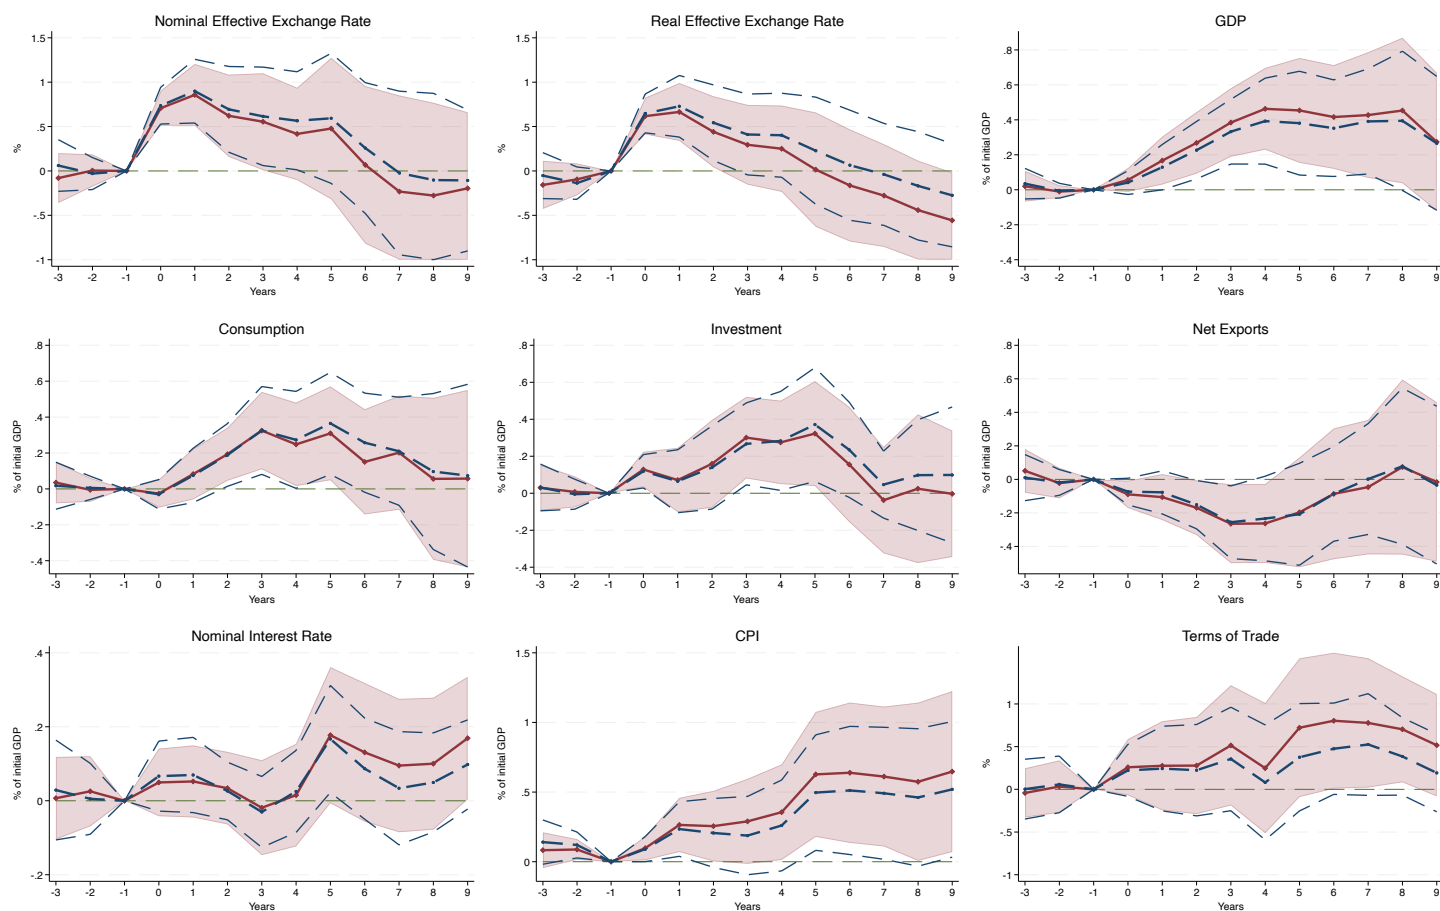 Nominal Effective Exchange Rate
1.5
1
.5
0
-.5
-1
%
-3 -2 -1 0 1 2 3 4 5 6 7 8 9
Years
Real Effective Exchange Rate
1.5
1
.5
0
-.5
-1
%
-3 -2 -1 0 1 2 3 4 5 6 7 8 9
Years
GDP
.8
.6
.4
.2
0
-.2
-.4
% of initial GDP
-3 -2 -1 0 1 2 3 4 5 6 7 8 9
Years
Consumption
.8
.6
.4
.2
0
-.2
-.4
% of initial GDP
-3 -2 -1 0 1 2 3 4 5 6 7 8 9
Years
Investment
.8
.6
.4
.2
0
-.2
-.4
% of initial GDP
-3 -2 -1 0 1 2 3 4 5 6 7 8 9
Years
Net Exports
.8
.6
.4
.2
0
-.2
-.4
% of initial GDP
-3 -2 -1 0 1 2 3 4 5 6 7 8 9
Years
Nominal Interest Rate
.4
.2
0
-.2
% of initial GDP
-3 -2 -1 0 1 2 3 4 5 6 7 8 9
Years
CPI
1.5
1
.5
0
% of initial GDP
-3 -2 -1 0 1 2 3 4 5 6 7 8 9
Years
Terms of Trade
1
.5
0
-.5
-1
%
-3 -2 -1 0 1 2 3 4 5 6 7 8 9
Years